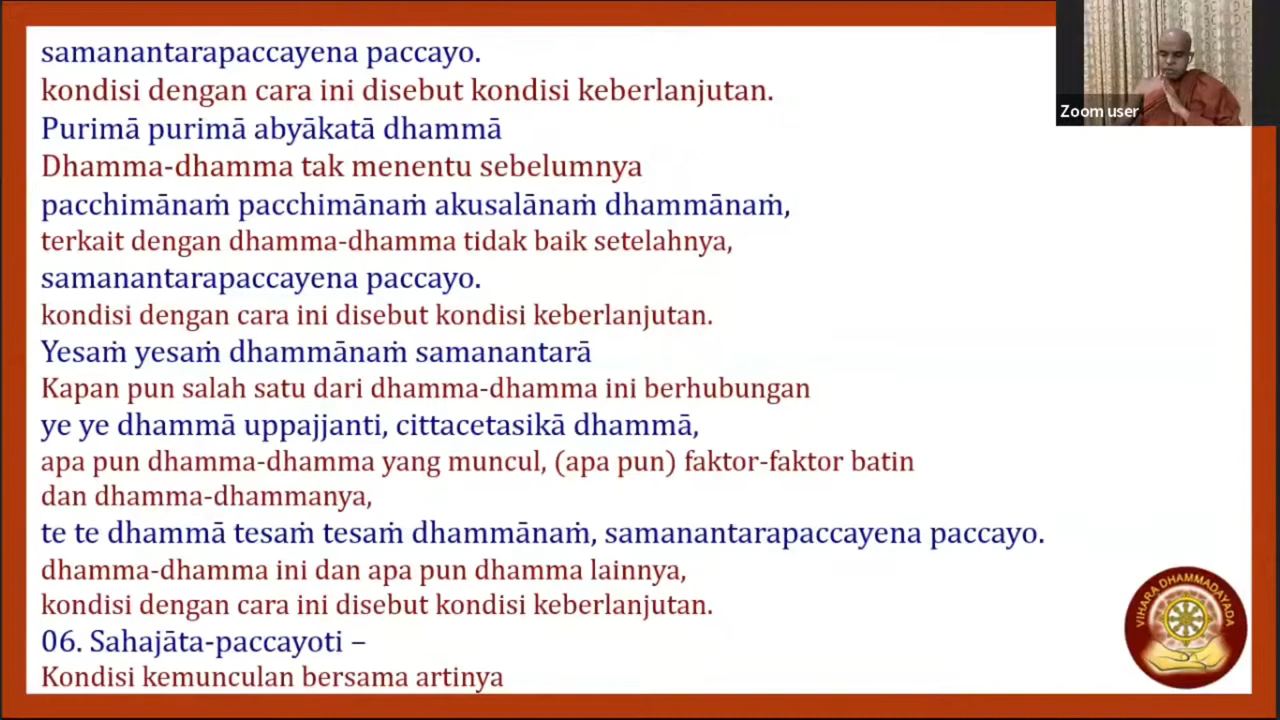 samanantarapaccayena paccayo.
kondisi dengan cara ini disebut kondisi keberlanjutan.
Purimā purimā abyākatā dhammā
Dhamma-dhamma tak menentu sebelumnya
pacchimānaṁ pacchimānaṁ akusalānaṁ dhammānaṁ,
terkait dengan dhamma-dhamma tidak baik setelahnya,
samanantarapaccayena paccayo.
kondisi dengan cara ini disebut kondisi keberlanjutan.
Yesaṁ yesaṁ dhammānaṁ samanantarā
Kapan pun salah satu dari dhamma-dhamma ini berhubungan
ye ye dhammā uppajjanti, cittacetasikā dhammā,
apa pun dhamma-dhamma yang muncul, (apa pun) faktor-faktor batin
dan dhamma-dhammanya,
te te dhammā tesaṁ tesaṁ dhammānaṁ, samanantarapaccayena paccayo.
dhamma-dhamma ini dan apa pun dhamma lainnya,
kondisi dengan cara ini disebut kondisi keberlanjutan.
06. Sahajāta-paccayoti –
Kondisi kemunculan bersama artinya
Zoom user
VIHARA DHAMMADAYADA